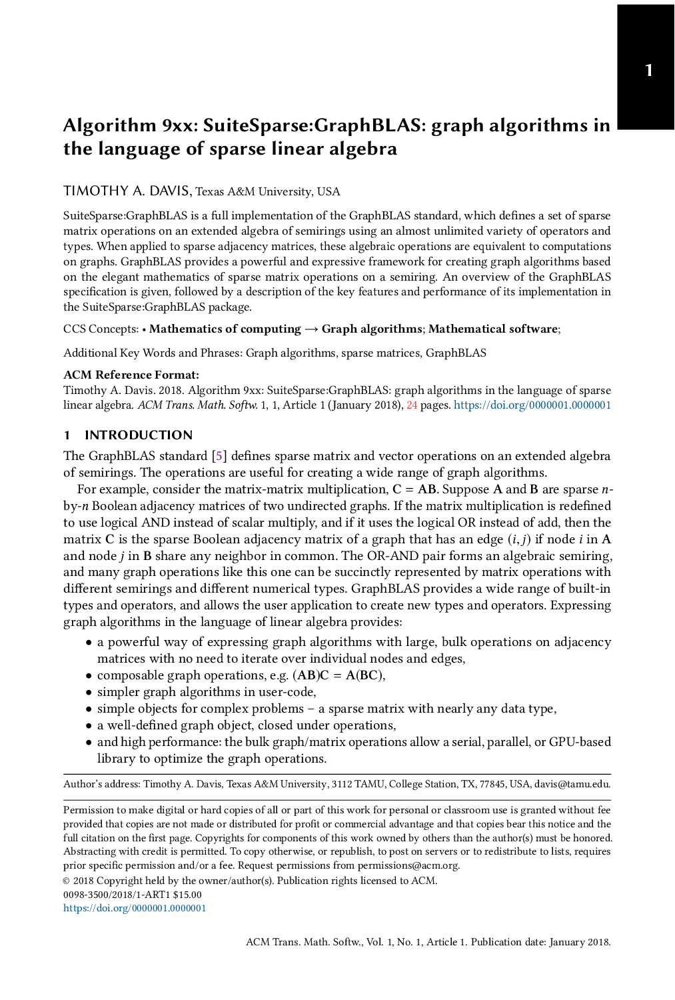 1
Algorithm 9xx: SuiteSparse:GraphBLAS: graph algorithms in
the language of sparse linear algebra
TIMOTHY A. DAVIS, Texas A&M University, USA
SuiteSparse:GraphBLAS is a full implementation of the GraphBLAS standard, which defines a set of sparse
matrix operations on an extended algebra of semirings using an almost unlimited variety of operators and
types. When applied to sparse adjacency matrices, these algebraic operations are equivalent to computations
on graphs. GraphBLAS provides a powerful and expressive framework for creating graph algorithms based
on the elegant mathematics of sparse matrix operations on a semiring. An overview of the GraphBLAS
specification is given, followed by a description of the key features and performance of its implementation in
the SuiteSparse:GraphBLAS package.
CCS Concepts: • Mathematics of computing → Graph algorithms; Mathematical software;
Additional Key Words and Phrases: Graph algorithms, sparse matrices, GraphBLAS
ACM Reference Format:
Timothy A. Davis. 2018. Algorithm 9xx: SuiteSparse:GraphBLAS: graph algorithms in the language of sparse
linear algebra. ACM Trans. Math. Softw. 1, 1, Article 1 (January 2018), 24 pages. https://doi.org/0000001.0000001
1 INTRODUCTION
The GraphBLAS standard [5] defines sparse matrix and vector operations on an extended algebra
of semirings. The operations are useful for creating a wide range of graph algorithms.
For example, consider the matrix-matrix multiplication, C = AB. Suppose A and B are sparse n-
by-n Boolean adjacency matrices of two undirected graphs. If the matrix multiplication is redefined
to use logical AND instead of scalar multiply, and if it uses the logical OR instead of add, then the
matrix C is the sparse Boolean adjacency matrix of a graph that has an edge (i, j) if node i in A
and node j in B share any neighbor in common. The OR-AND pair forms an algebraic semiring,
and many graph operations like this one can be succinctly represented by matrix operations with
different semirings and different numerical types. GraphBLAS provides a wide range of built-in
types and operators, and allows the user application to create new types and operators. Expressing
graph algorithms in the language of linear algebra provides:
• a powerful way of expressing graph algorithms with large, bulk operations on adjacency
matrices with no need to iterate over individual nodes and edges,
• composable graph operations, e.g. (AB)C = A(BC),
• simpler graph algorithms in user-code,
• simple objects for complex problems – a sparse matrix with nearly any data type,
• a well-defined graph object, closed under operations,
• and high performance: the bulk graph/matrix operations allow a serial, parallel, or GPU-based
library to optimize the graph operations.
Author's address: Timothy A. Davis, Texas A&M University, 3112 TAMU, College Station, TX, 77845, USA, davis@tamu.edu.
Permission to make digital or hard copies of all or part of this work for personal or classroom use is granted without fee
provided that copies are not made or distributed for profit or commercial advantage and that copies bear this notice and the
full citation on the first page. Copyrights for components of this work owned by others than the author(s) must be honored.
Abstracting with credit is permitted. To copy otherwise, or republish, to post on servers or to redistribute to lists, requires
prior specific permission and/or a fee. Request permissions from permissions@acm.org.
© 2018 Copyright held by the owner/author(s). Publication rights licensed to ACM.
0098-3500/2018/1-ART1 $15.00
https://doi.org/0000001.0000001
ACM Trans. Math. Softw., Vol. 1, No. 1, Article 1. Publication date: January 2018.